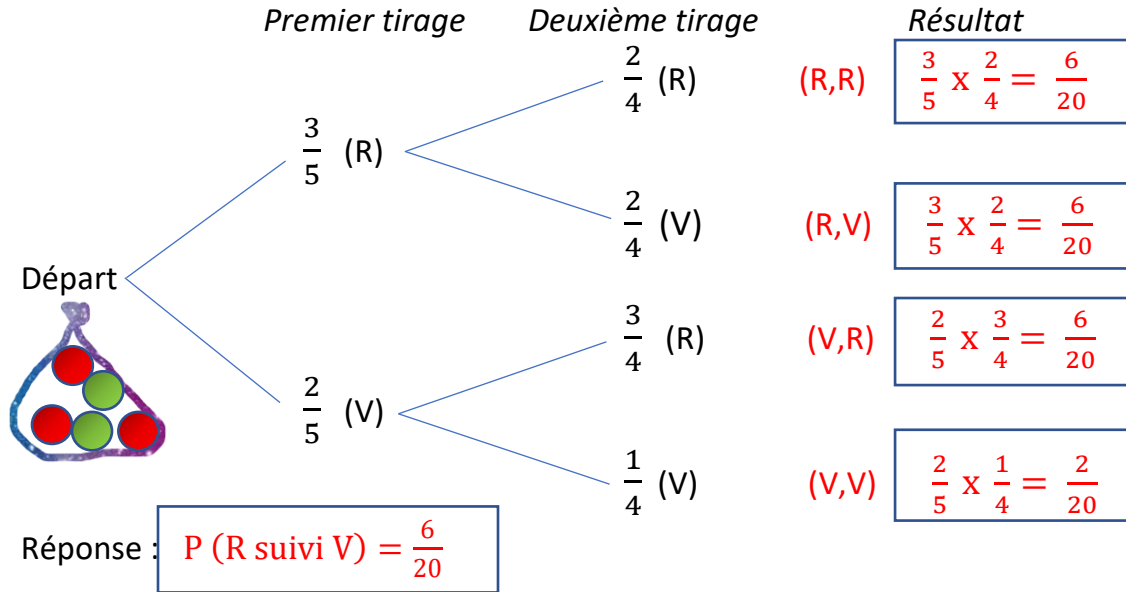 Premier tirage Deuxième tirage Résultat
2/4 (R) (R,R) 3/5 x 2/4 = 6/20
3/5 (R)
2/4 (V) (R,V) 3/5 x 2/4 = 6/20
Départ
3/4 (R) (V,R) 2/5 x 3/4 = 6/20
2/5 (V)
1/4 (V) (V,V) 2/5 x 1/4 = 2/20
Réponse : P (R suivi V) = 6/20